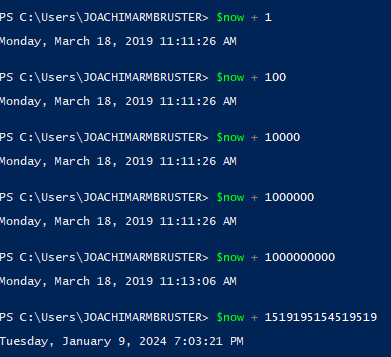 PS C:\Users\JOACHIMARMBRUSTER> $now + 1
Monday, March 18, 2019 11:11:26 AM
PS C:\Users\JOACHIMARMBRUSTER> $now + 100
Monday, March 18, 2019 11:11:26 AM
PS C:\Users\JOACHIMARMBRUSTER> $now + 10000
Monday, March 18, 2019 11:11:26 AM
PS C:\Users\JOACHIMARMBRUSTER> $now + 1000000
Monday, March 18, 2019 11:11:26 AM
PS C:\Users\JOACHIMARMBRUSTER> $now + 1000000000
Monday, March 18, 2019 11:13:06 AM
PS C:\Users\JOACHIMARMBRUSTER> $now + 1519195154519519
Tuesday, January 9, 2024 7:03:21 PM